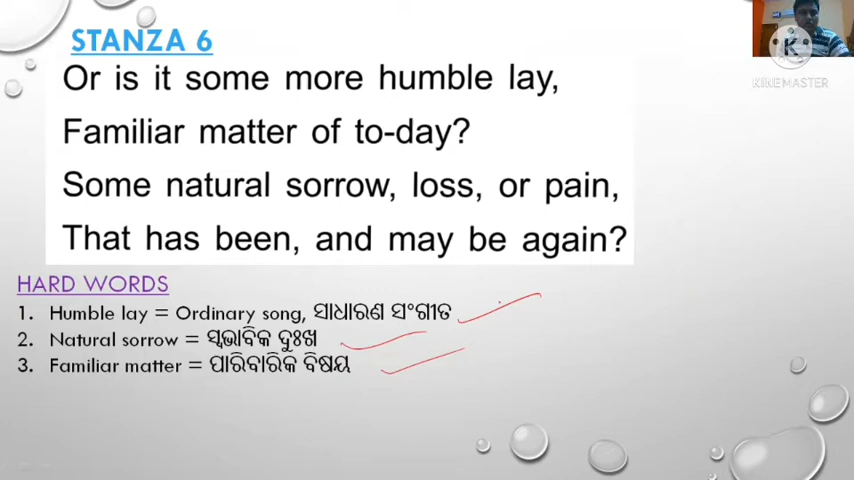 STANZA 6
Or is it some more humble lay,
Familiar matter of to-day?
Some natural sorrow, loss, or pain,
That has been, and may be again?
HARD WORDS
1. Humble lay = Ordinary song, ସାଧାରଣ ସଂଗୀତ
2. Natural sorrow = ସ୍ୱଭାବିକ ଦୁଃଖ
3. Familiar matter = ପାରିବାରିକ ବିଷୟ
K
KINEMASTER